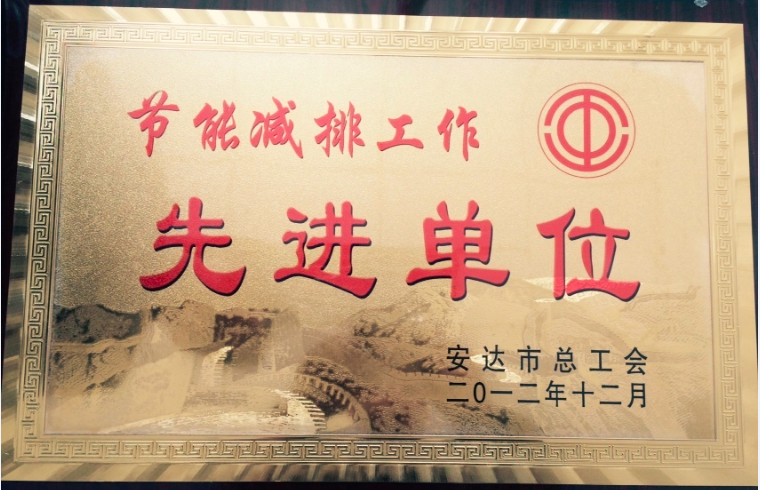 节能减排工作
先进单位
安达市总工会
二〇一二年十二月